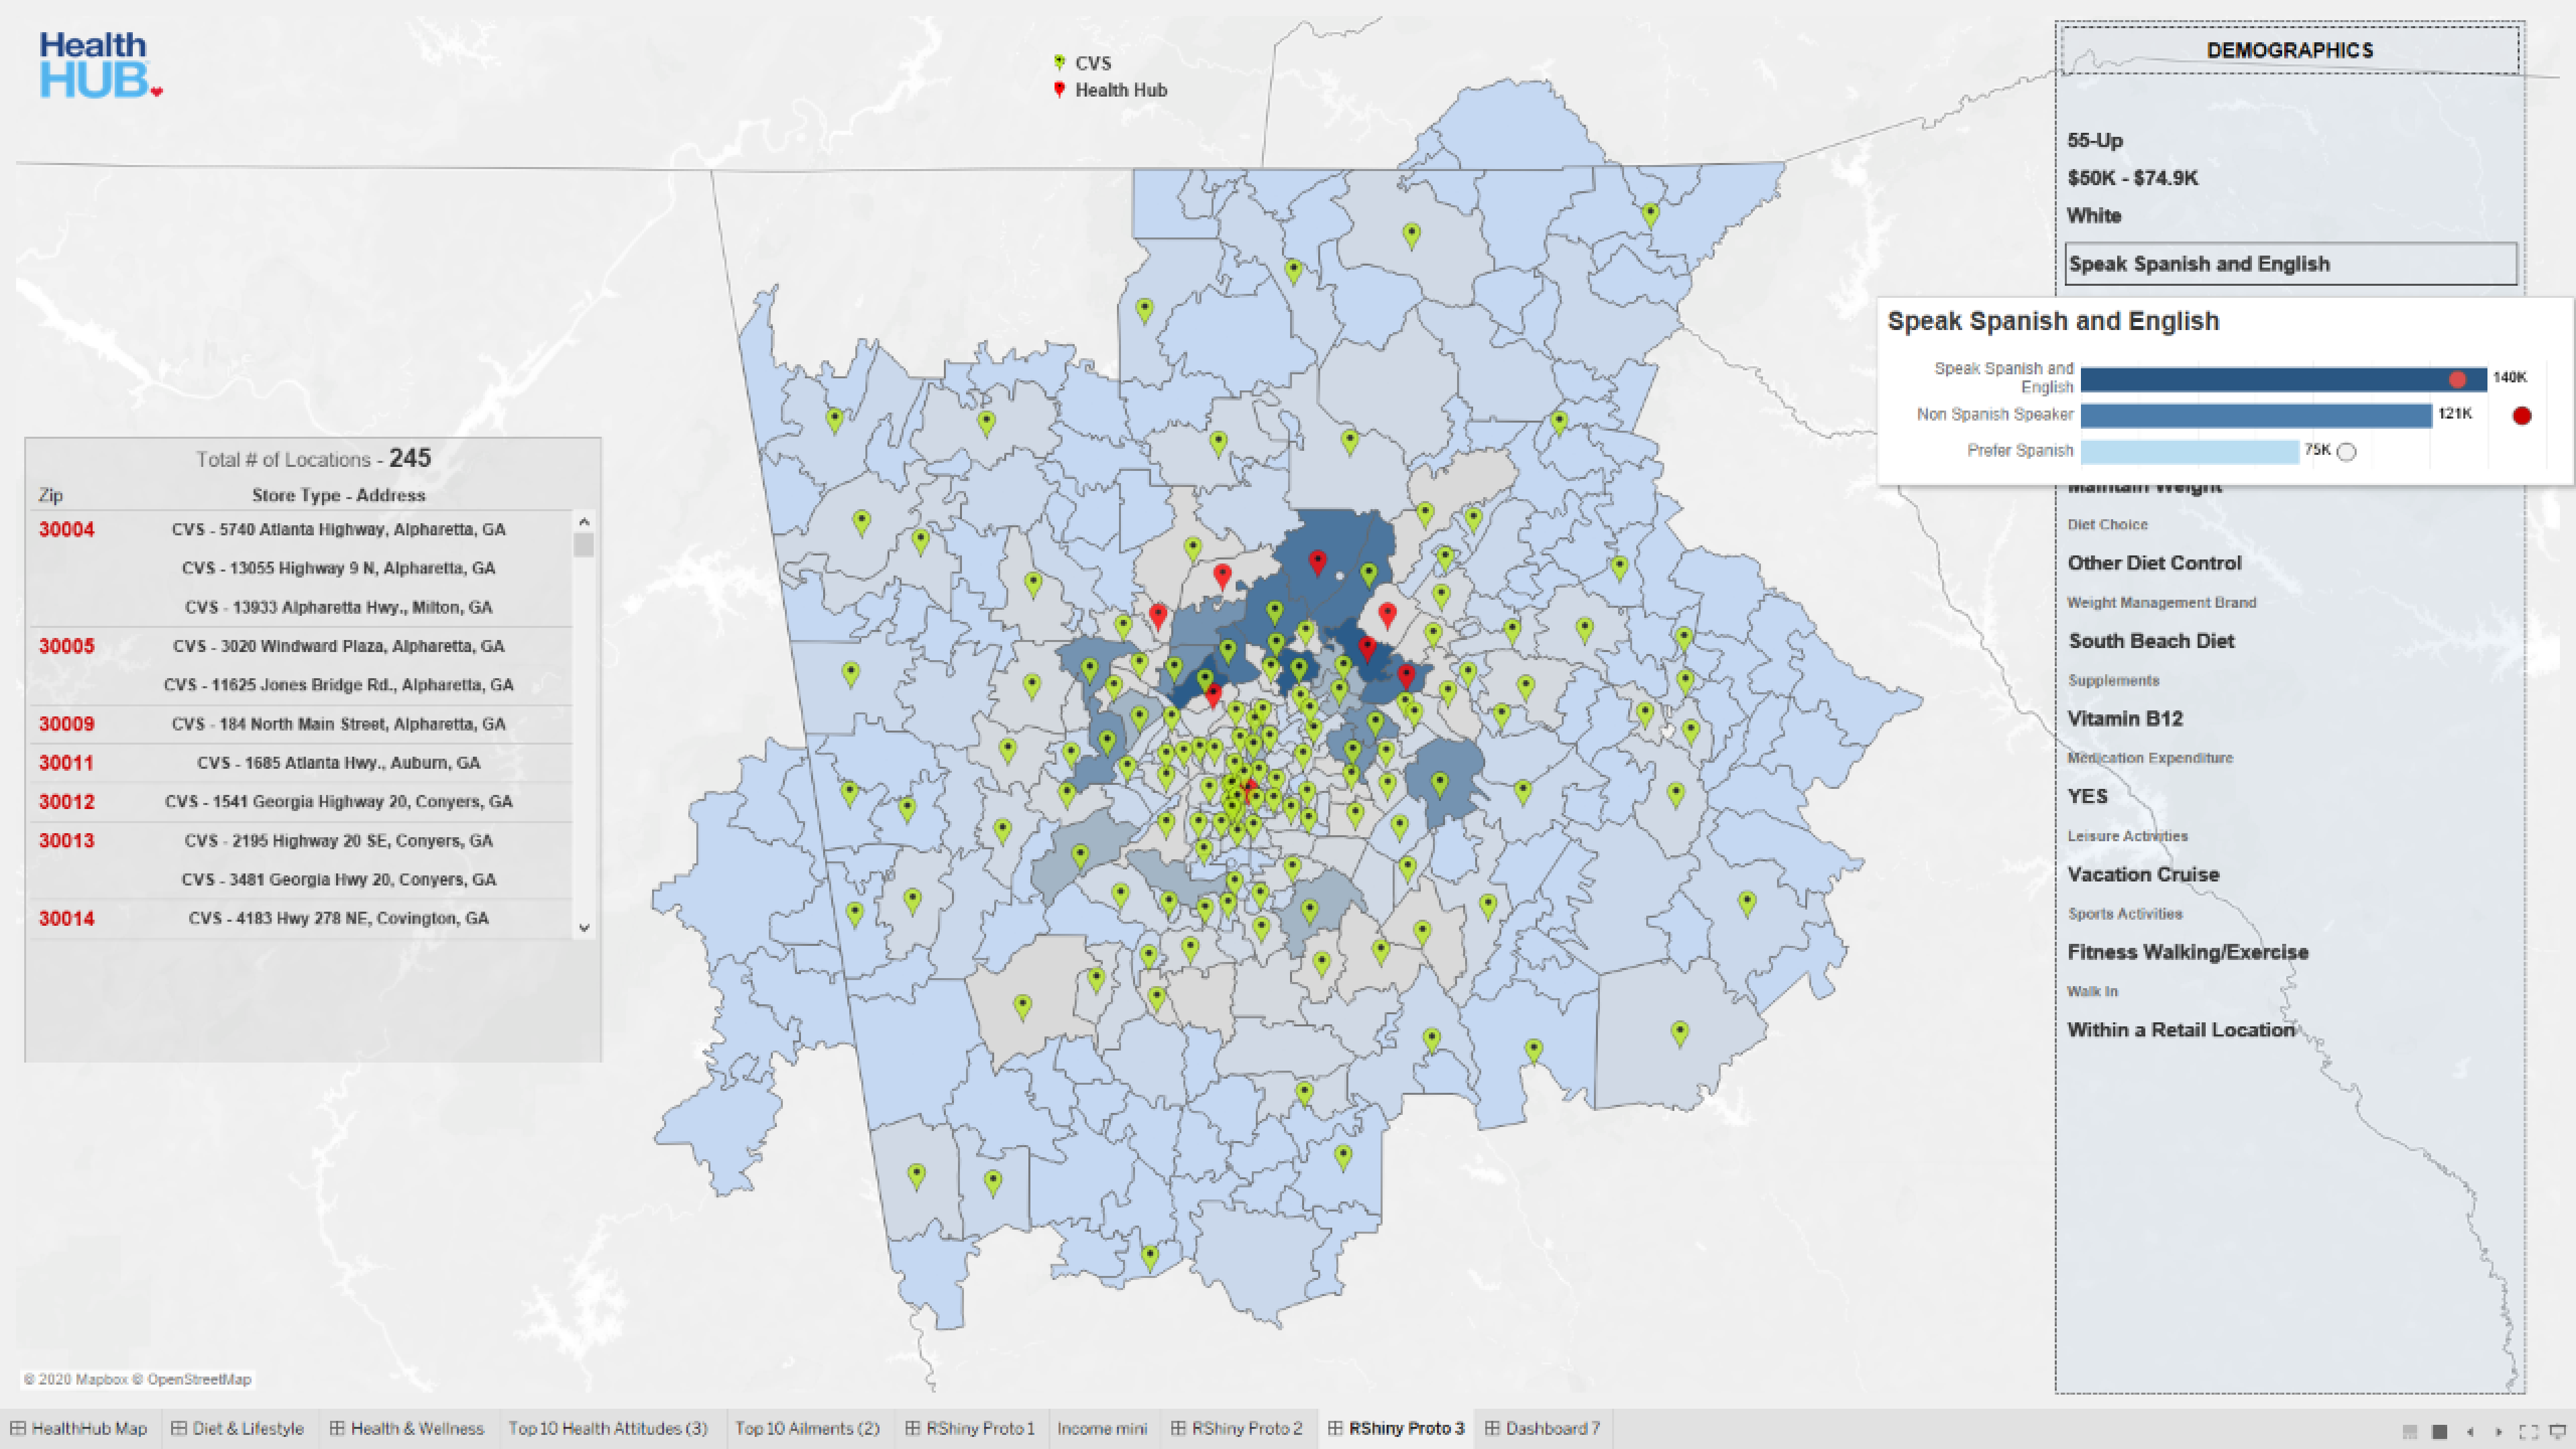 Health
HUB
CVS
Health Hub
DEMOGRAPHICS
55-Up
$50K - $74.9K
White
Speak Spanish and English
Speak Spanish and English
Speak Spanish and
English
140K
Non Spanish Speaker
121K
Prefer Spanish
75K
Maintain Weight
Diet Choice
Other Diet Control
Weight Management Brand
South Beach Diet
Supplements
Vitamin B12
Medication Expenditure
YES
Leisure Activities
Vacation Cruise
Sports Activities
Fitness Walking/Exercise
Walk In
Within a Retail Location
Total # of Locations - 245
Zip Store Type - Address
30004 CVS - 5740 Atlanta Highway, Alpharetta, GA
CVS - 13055 Highway 9 N, Alpharetta, GA
CVS - 13933 Alpharetta Hwy., Milton, GA
30005 CVS - 3020 Windward Plaza, Alpharetta, GA
CVS - 11625 Jones Bridge Rd., Alpharetta, GA
30009 CVS - 184 North Main Street, Alpharetta, GA
30011 CVS - 1685 Atlanta Hwy., Auburn, GA
30012 CVS - 1541 Georgia Highway 20, Conyers, GA
30013 CVS - 2195 Highway 20 SE, Conyers, GA
CVS - 3481 Georgia Hwy 20, Conyers, GA
30014 CVS - 4183 Hwy 278 NE, Covington, GA
© 2020 Mapbox © OpenStreetMap
HealthHub Map Diet & Lifestyle Health & Wellness Top 10 Health Attitudes (3) Top 10 Ailments (2) RShiny Proto 1 Income mini RShiny Proto 2 RShiny Proto 3 Dashboard 7